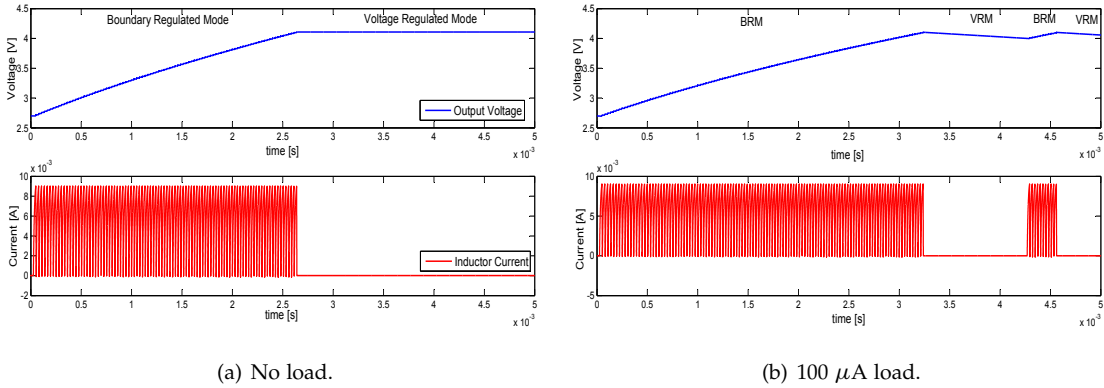 Boundary Regulated Mode Voltage Regulated Mode
4.5
4
3.5
3
2.5
Voltage [V]
Output Voltage
0 0.5 1 1.5 2 2.5 3 3.5 4 4.5 5
time [s]
x 10⁻³
x 10⁻³
10
8
6
4
2
0
-2
Current [A]
Inductor Current
0 0.5 1 1.5 2 2.5 3 3.5 4 4.5 5
time [s]
x 10⁻³
(a) No load.
BRM VRM BRM VRM
4.5
4
3.5
3
2.5
Voltage [V]
0 0.5 1 1.5 2 2.5 3 3.5 4 4.5 5
time [s]
x 10⁻³
x 10⁻³
10
5
0
-5
Current [A]
0 0.5 1 1.5 2 2.5 3 3.5 4 4.5 5
time [s]
x 10⁻³
(b) 100 μA load.